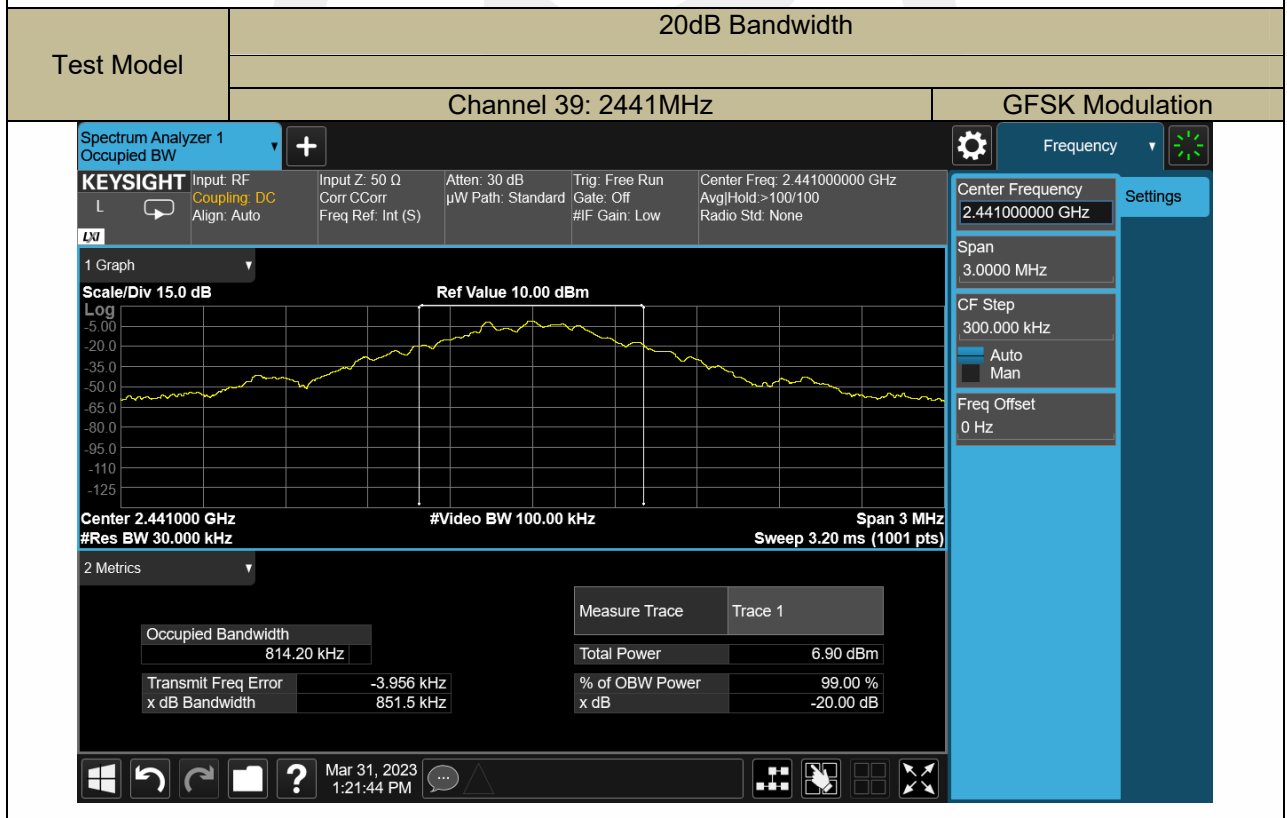 20dB Bandwidth
Test Model
Channel 39: 2441MHz GFSK Modulation
Spectrum Analyzer 1
Occupied BW
Frequency
KEYSIGHT Input: RF Input Z: 50 Ω Atten: 30 dB Trig: Free Run Center Freq: 2.441000000 GHz
L Coupling: DC Corr CCorr µW Path: Standard Gate: Off Avg|Hold:>100/100
Align: Auto Freq Ref: Int (S) #IF Gain: Low Radio Std: None
LXI
Center Frequency
2.441000000 GHz
Settings
Span
3.0000 MHz
CF Step
300.000 kHz
Auto
Man
Freq Offset
0 Hz
1 Graph
Scale/Div 15.0 dB Ref Value 10.00 dBm
Log
-5.00
-20.0
-35.0
-50.0
-65.0
-80.0
-95.0
-110
-125
Center 2.441000 GHz #Video BW 100.00 kHz Span 3 MHz
#Res BW 30.000 kHz Sweep 3.20 ms (1001 pts)
2 Metrics
Measure Trace Trace 1
Occupied Bandwidth
814.20 kHz Total Power 6.90 dBm
Transmit Freq Error -3.956 kHz % of OBW Power 99.00 %
x dB Bandwidth 851.5 kHz x dB -20.00 dB
? Mar 31, 2023
1:21:44 PM